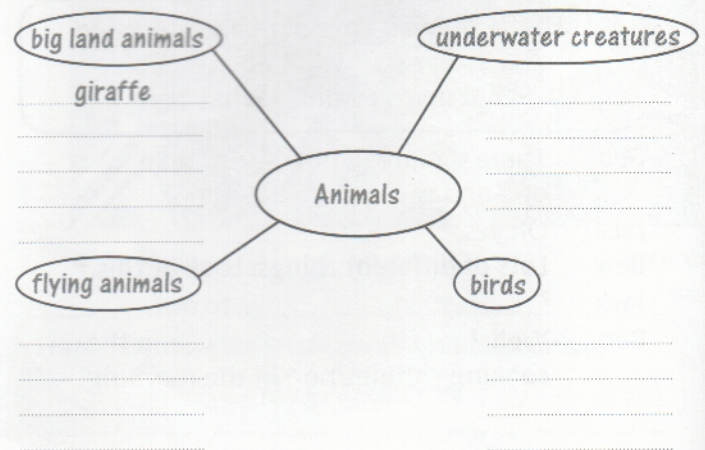 big land animals
underwater creatures
giraffe
Animals
flying animals
birds